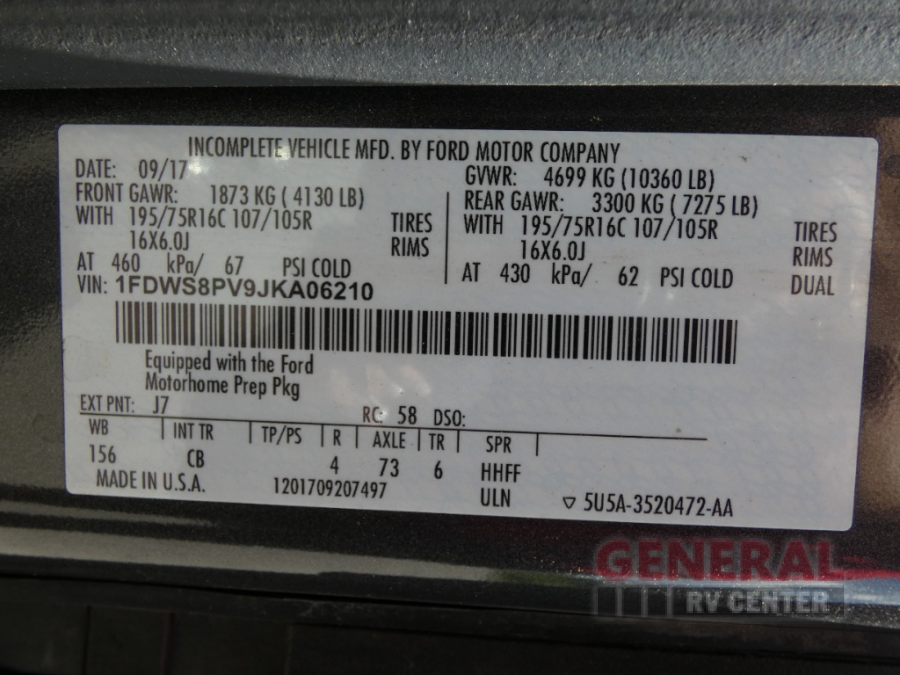 INCOMPLETE VEHICLE MFD. BY FORD MOTOR COMPANY
DATE: 09/17
GVWR: 4699 KG (10360 LB)
FRONT GAWR: 1873 KG ( 4130 LB)
REAR GAWR: 3300 KG ( 7275 LB)
WITH 195/75R16C 107/105R TIRES
WITH 195/75R16C 107/105R TIRES
16X6.0J RIMS
16X6.0J RIMS
AT 460 kPa/ 67 PSI COLD
AT 430 kPa/ 62 PSI COLD DUAL
VIN: 1FDWS8PV9JKA06210
Equipped with the Ford
Motorhome Prep Pkg
EXT PNT: J7 RC: 58 DSO:
WB INT TR TP/PS R AXLE TR SPR
156 CB 4 73 6 HHFF
MADE IN U.S.A. 1201709207497 ULN ▽ 5U5A-3520472-AA
GENERAL
RV CENTER